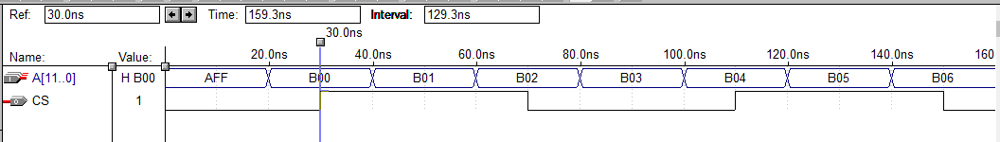 Ref: 30.0ns Time: 159.3ns Interval: 129.3ns
30.0ns
Name: Value: 20.0ns 40.0ns 60.0ns 80.0ns 100.0ns 120.0ns 140.0ns 160
A[11..0] H B00 AFF B00 B01 B02 B03 B04 B05 B06
CS 1